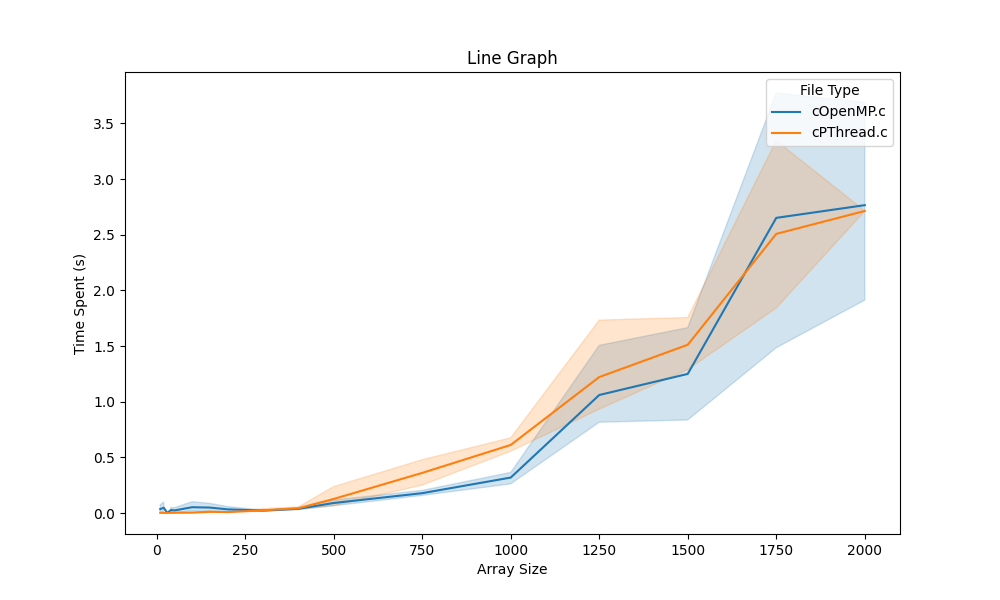 Line Graph
File Type
cOpenMP.c
cPThread.c
Time Spent (s)
3.5
3.0
2.5
2.0
1.5
1.0
0.5
0.0
0 250 500 750 1000 1250 1500 1750 2000
Array Size